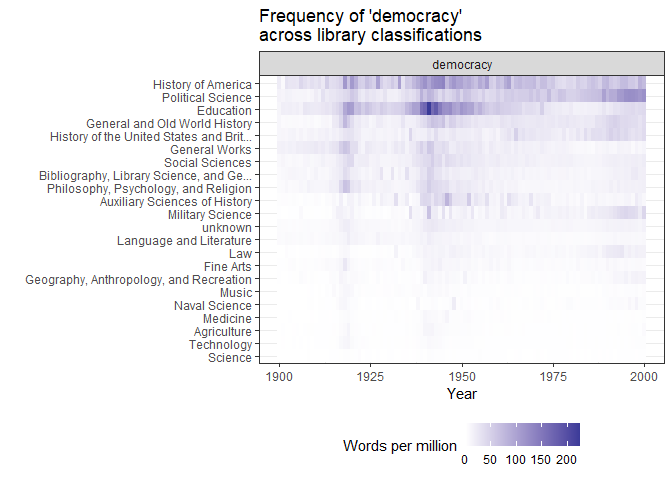 Frequency of 'democracy'
across library classifications
democracy
History of America
Political Science
Education
General and Old World History
History of the United States and Brit...
General Works
Social Sciences
Bibliography, Library Science, and Ge...
Philosophy, Psychology, and Religion
Auxiliary Sciences of History
Military Science
unknown
Language and Literature
Law
Fine Arts
Geography, Anthropology, and Recreation
Music
Naval Science
Medicine
Agriculture
Technology
Science
1900 1925 1950 1975 2000
Year
Words per million
0 50 100 150 200